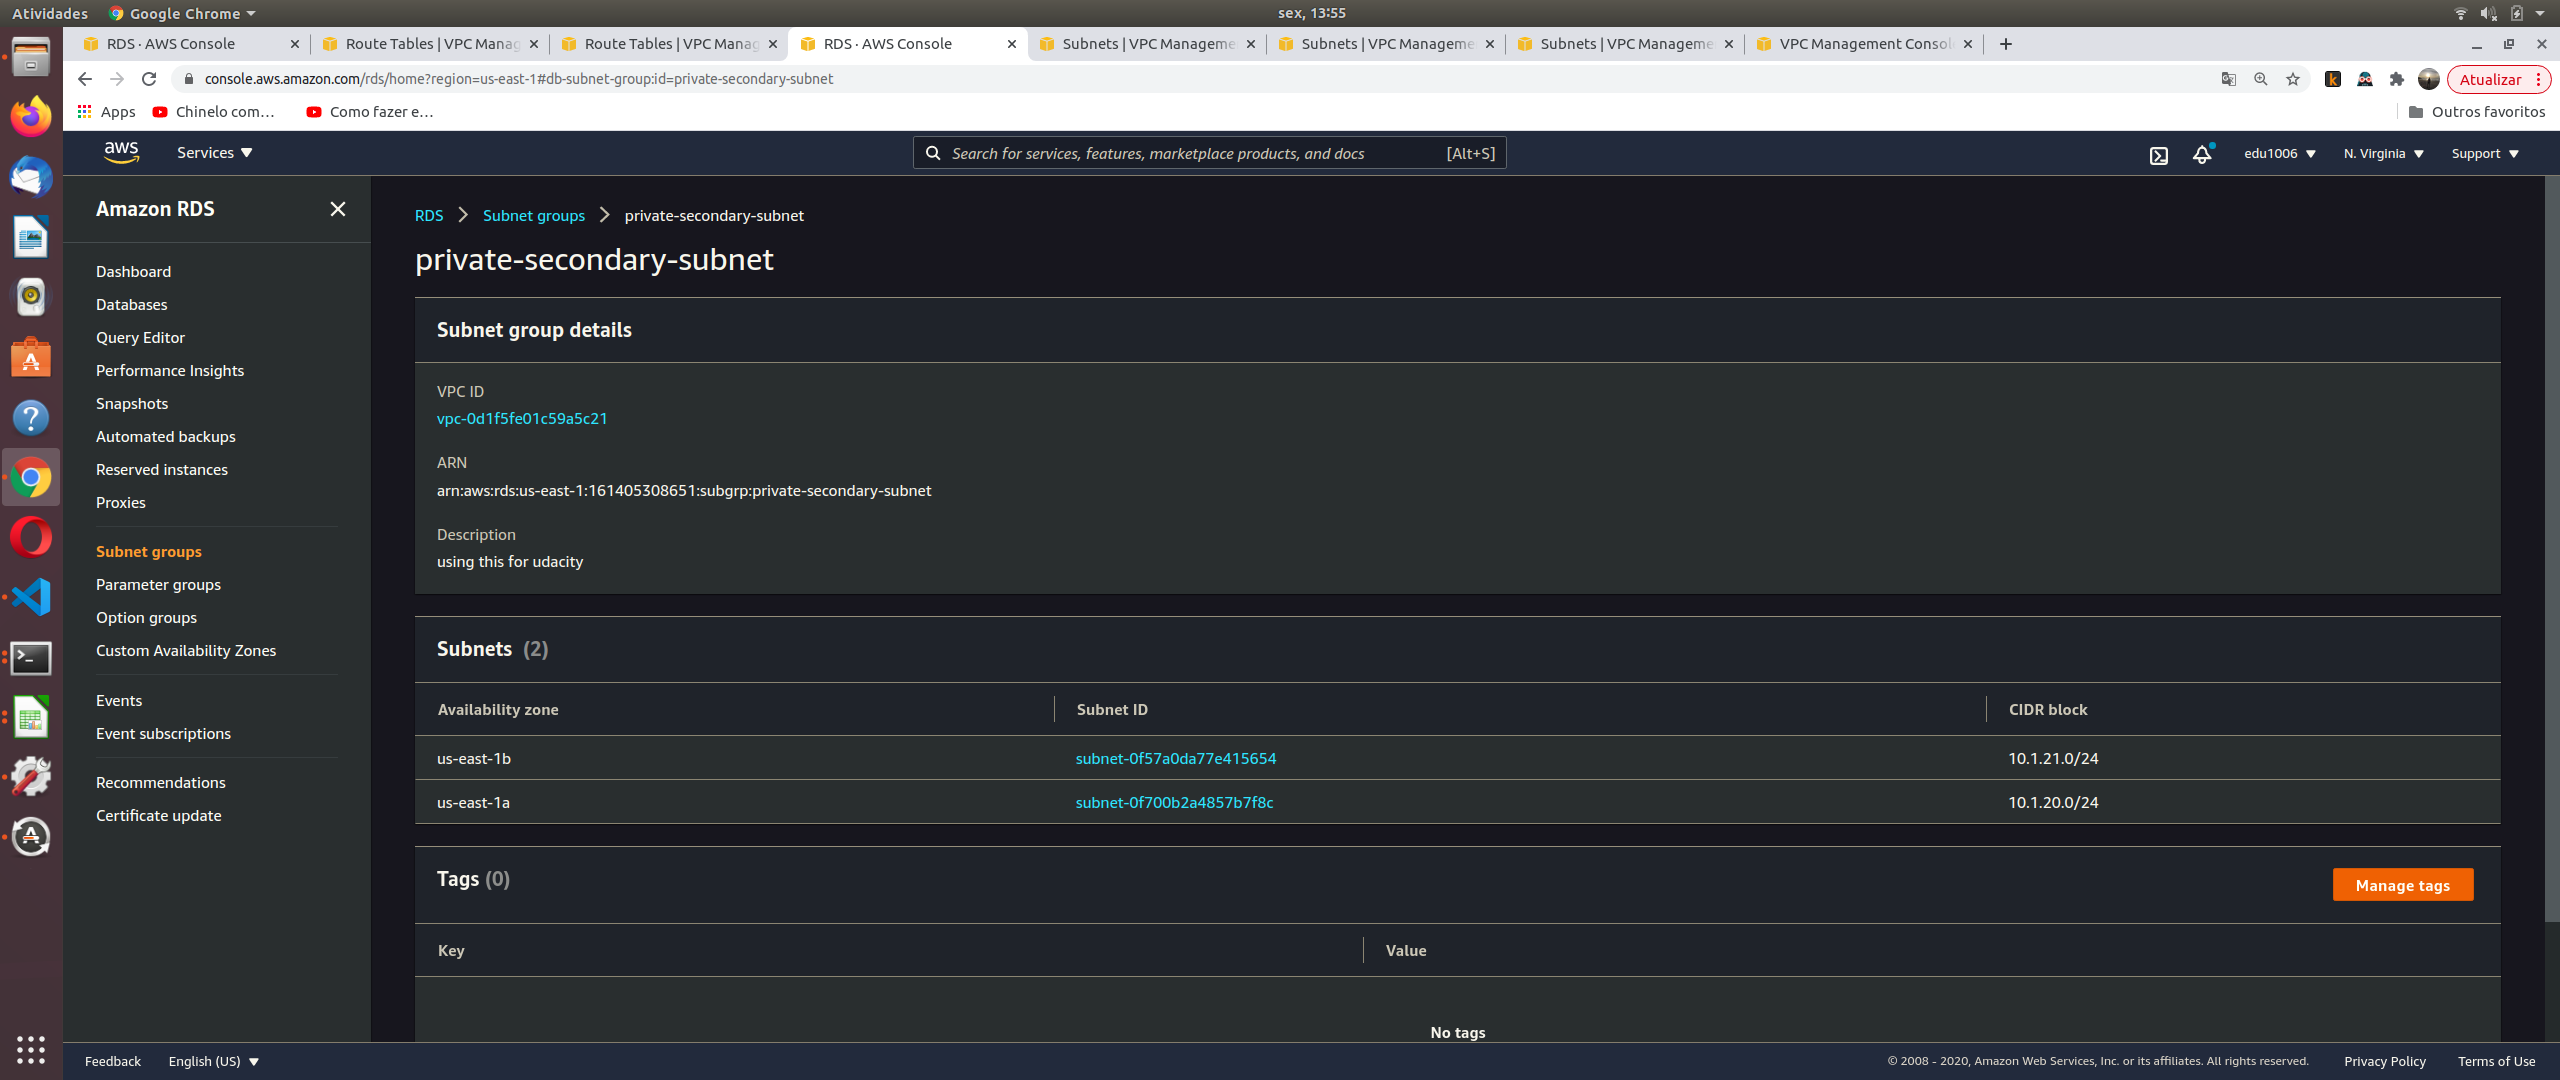 Atividades
Google Chrome
sex, 13:55
RDS · AWS Console
Route Tables | VPC Manag
Route Tables | VPC Manag
RDS · AWS Console
Subnets | VPC Manageme
Subnets | VPC Manageme
Subnets | VPC Manageme
VPC Management Consol
console.aws.amazon.com/rds/home?region=us-east-1#db-subnet-group:id=private-secondary-subnet
Atualizar
Apps
Chinelo com...
Como fazer e...
Outros favoritos
aws
Services
Search for services, features, marketplace products, and docs
[Alt+S]
edu1006
N. Virginia
Support
Amazon RDS
Dashboard
Databases
Query Editor
Performance Insights
Snapshots
Automated backups
Reserved instances
Proxies
Subnet groups
Parameter groups
Option groups
Custom Availability Zones
Events
Event subscriptions
Recommendations
Certificate update
RDS > Subnet groups > private-secondary-subnet
private-secondary-subnet
Subnet group details
VPC ID
vpc-0d1f5fe01c59a5c21
ARN
arn:aws:rds:us-east-1:161405308651:subgrp:private-secondary-subnet
Description
using this for udacity
Subnets (2)
Availability zone Subnet ID CIDR block
us-east-1b subnet-0f57a0da77e415654 10.1.21.0/24
us-east-1a subnet-0f700b2a4857b7f8c 10.1.20.0/24
Tags (0)
Manage tags
Key Value
No tags
Feedback
English (US)
© 2008 - 2020, Amazon Web Services, Inc. or its affiliates. All rights reserved.
Privacy Policy
Terms of Use